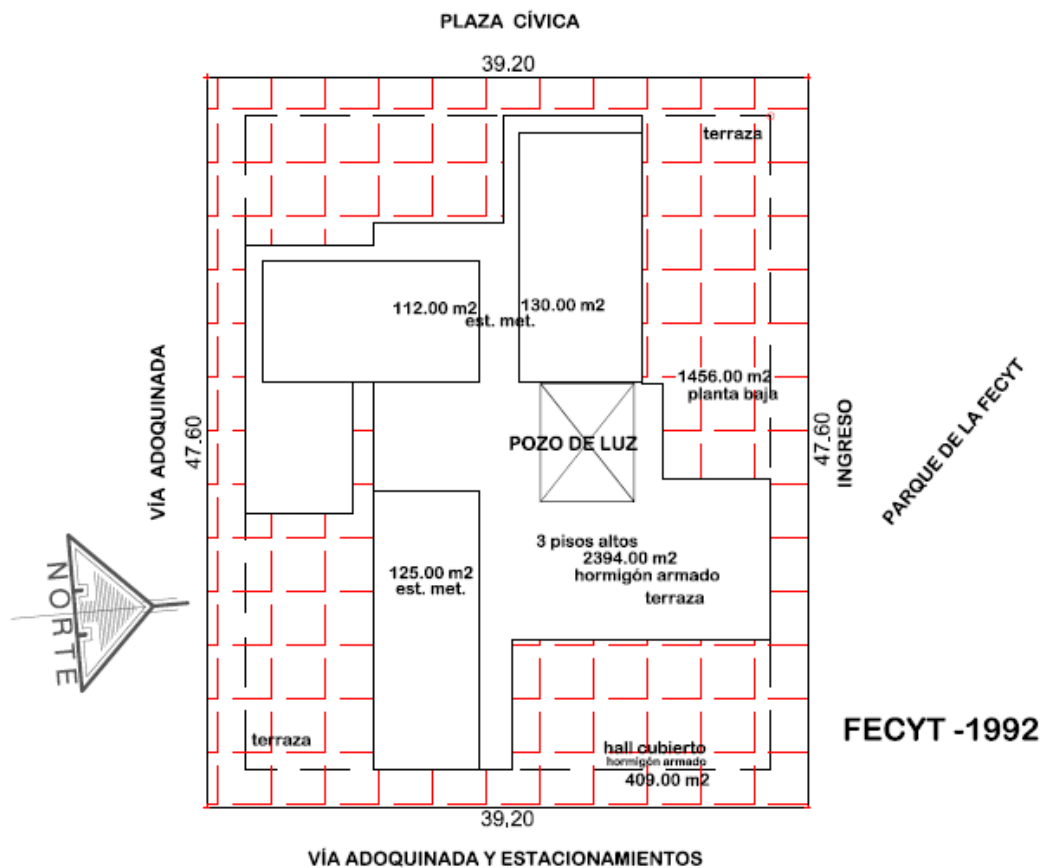 PLAZA CÍVICA
39.20
terraza
112.00 m2
130.00 m2
est. met.
1456.00 m2
planta baja
VÍA ADOQUINADA
47.60
POZO DE LUZ
47.60
INGRESO
PARQUE DE LA FECYT
3 pisos altos
2394.00 m2
hormigón armado
terraza
125.00 m2
est. met.
NORTE
terraza
hall cubierto
hormigón armado
409.00 m2
FECYT -1992
39,20
VÍA ADOQUINADA Y ESTACIONAMIENTOS